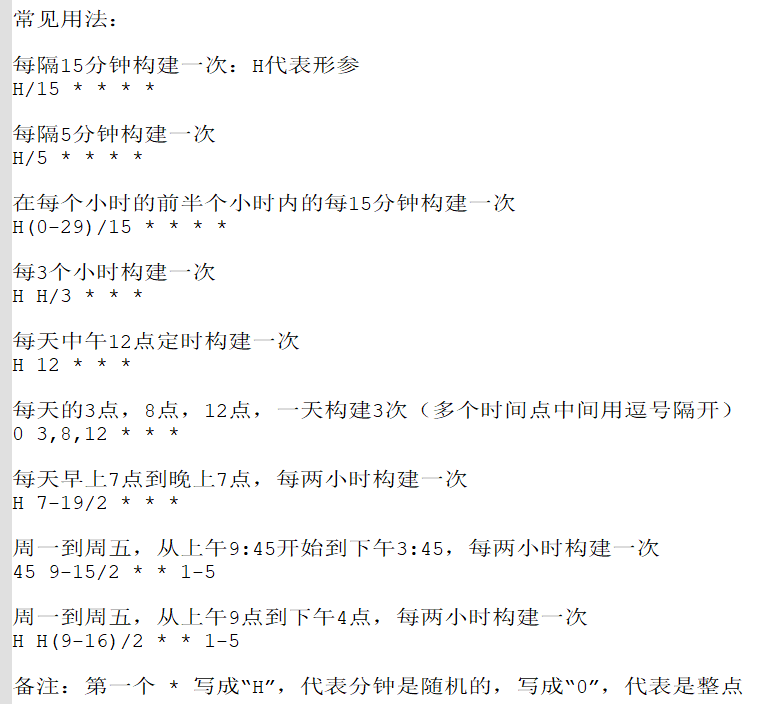 常见用法:
每隔15分钟构建一次: H代表形参
H/15 * * * *
每隔5分钟构建一次
H/5 * * * *
在每个小时的前半个小时内的每15分钟构建一次
H(0-29)/15 * * * *
每3个小时构建一次
H H/3 * * *
每天中午12点定时构建一次
H 12 * * *
每天的3点, 8点, 12点, 一天构建3次（多个时间点中间用逗号隔开）
0 3,8,12 * * *
每天早上7点到晚上7点, 每两小时构建一次
H 7-19/2 * * *
周一到周五, 从上午9:45开始到下午3:45, 每两小时构建一次
45 9-15/2 * * 1-5
周一到周五, 从上午9点到下午4点, 每两小时构建一次
H H(9-16)/2 * * 1-5
备注: 第一个 * 写成“H”, 代表分钟是随机的, 写成“0”, 代表是整点